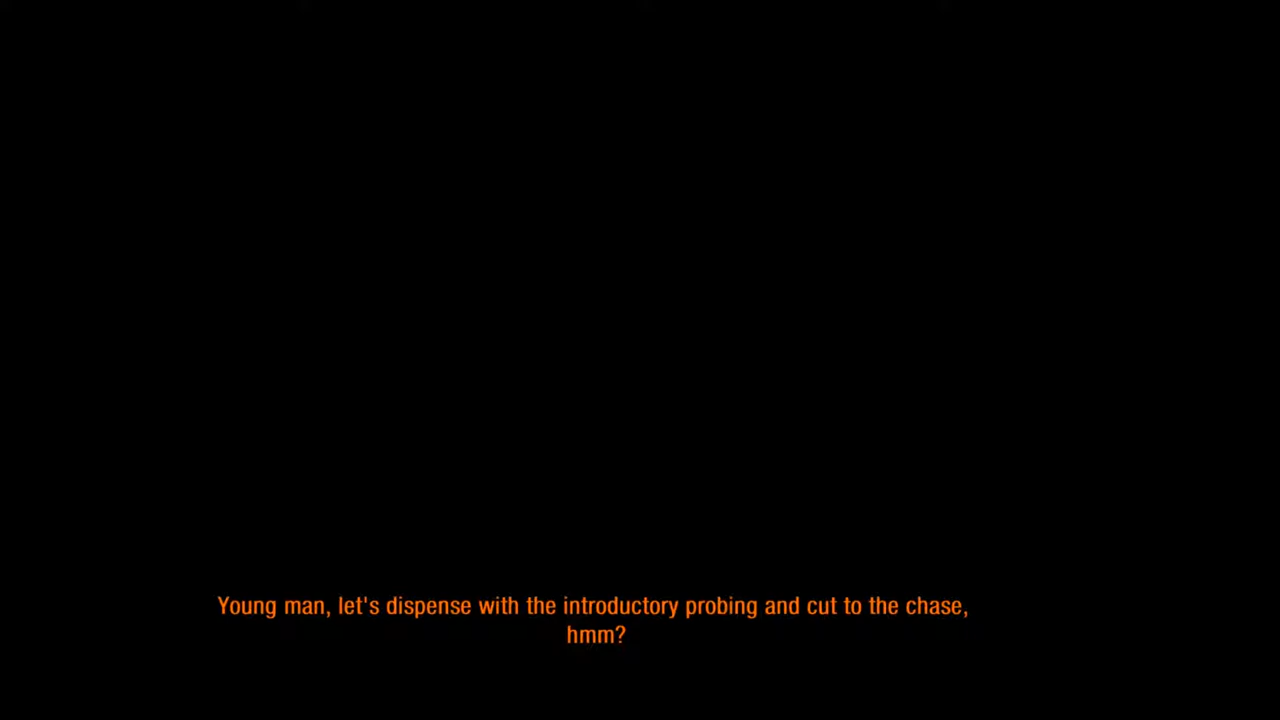 Young man, let's dispense with the introductory probing and cut to the chase,
hmm?